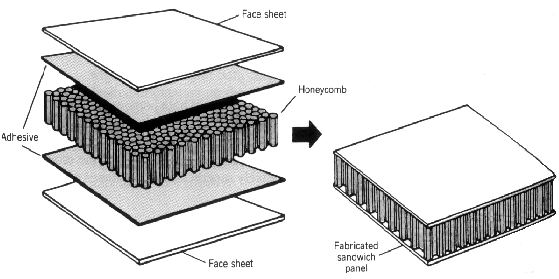 Face sheet
Honeycomb
Adhesive
Face sheet
Fabricated
sandwich
panel